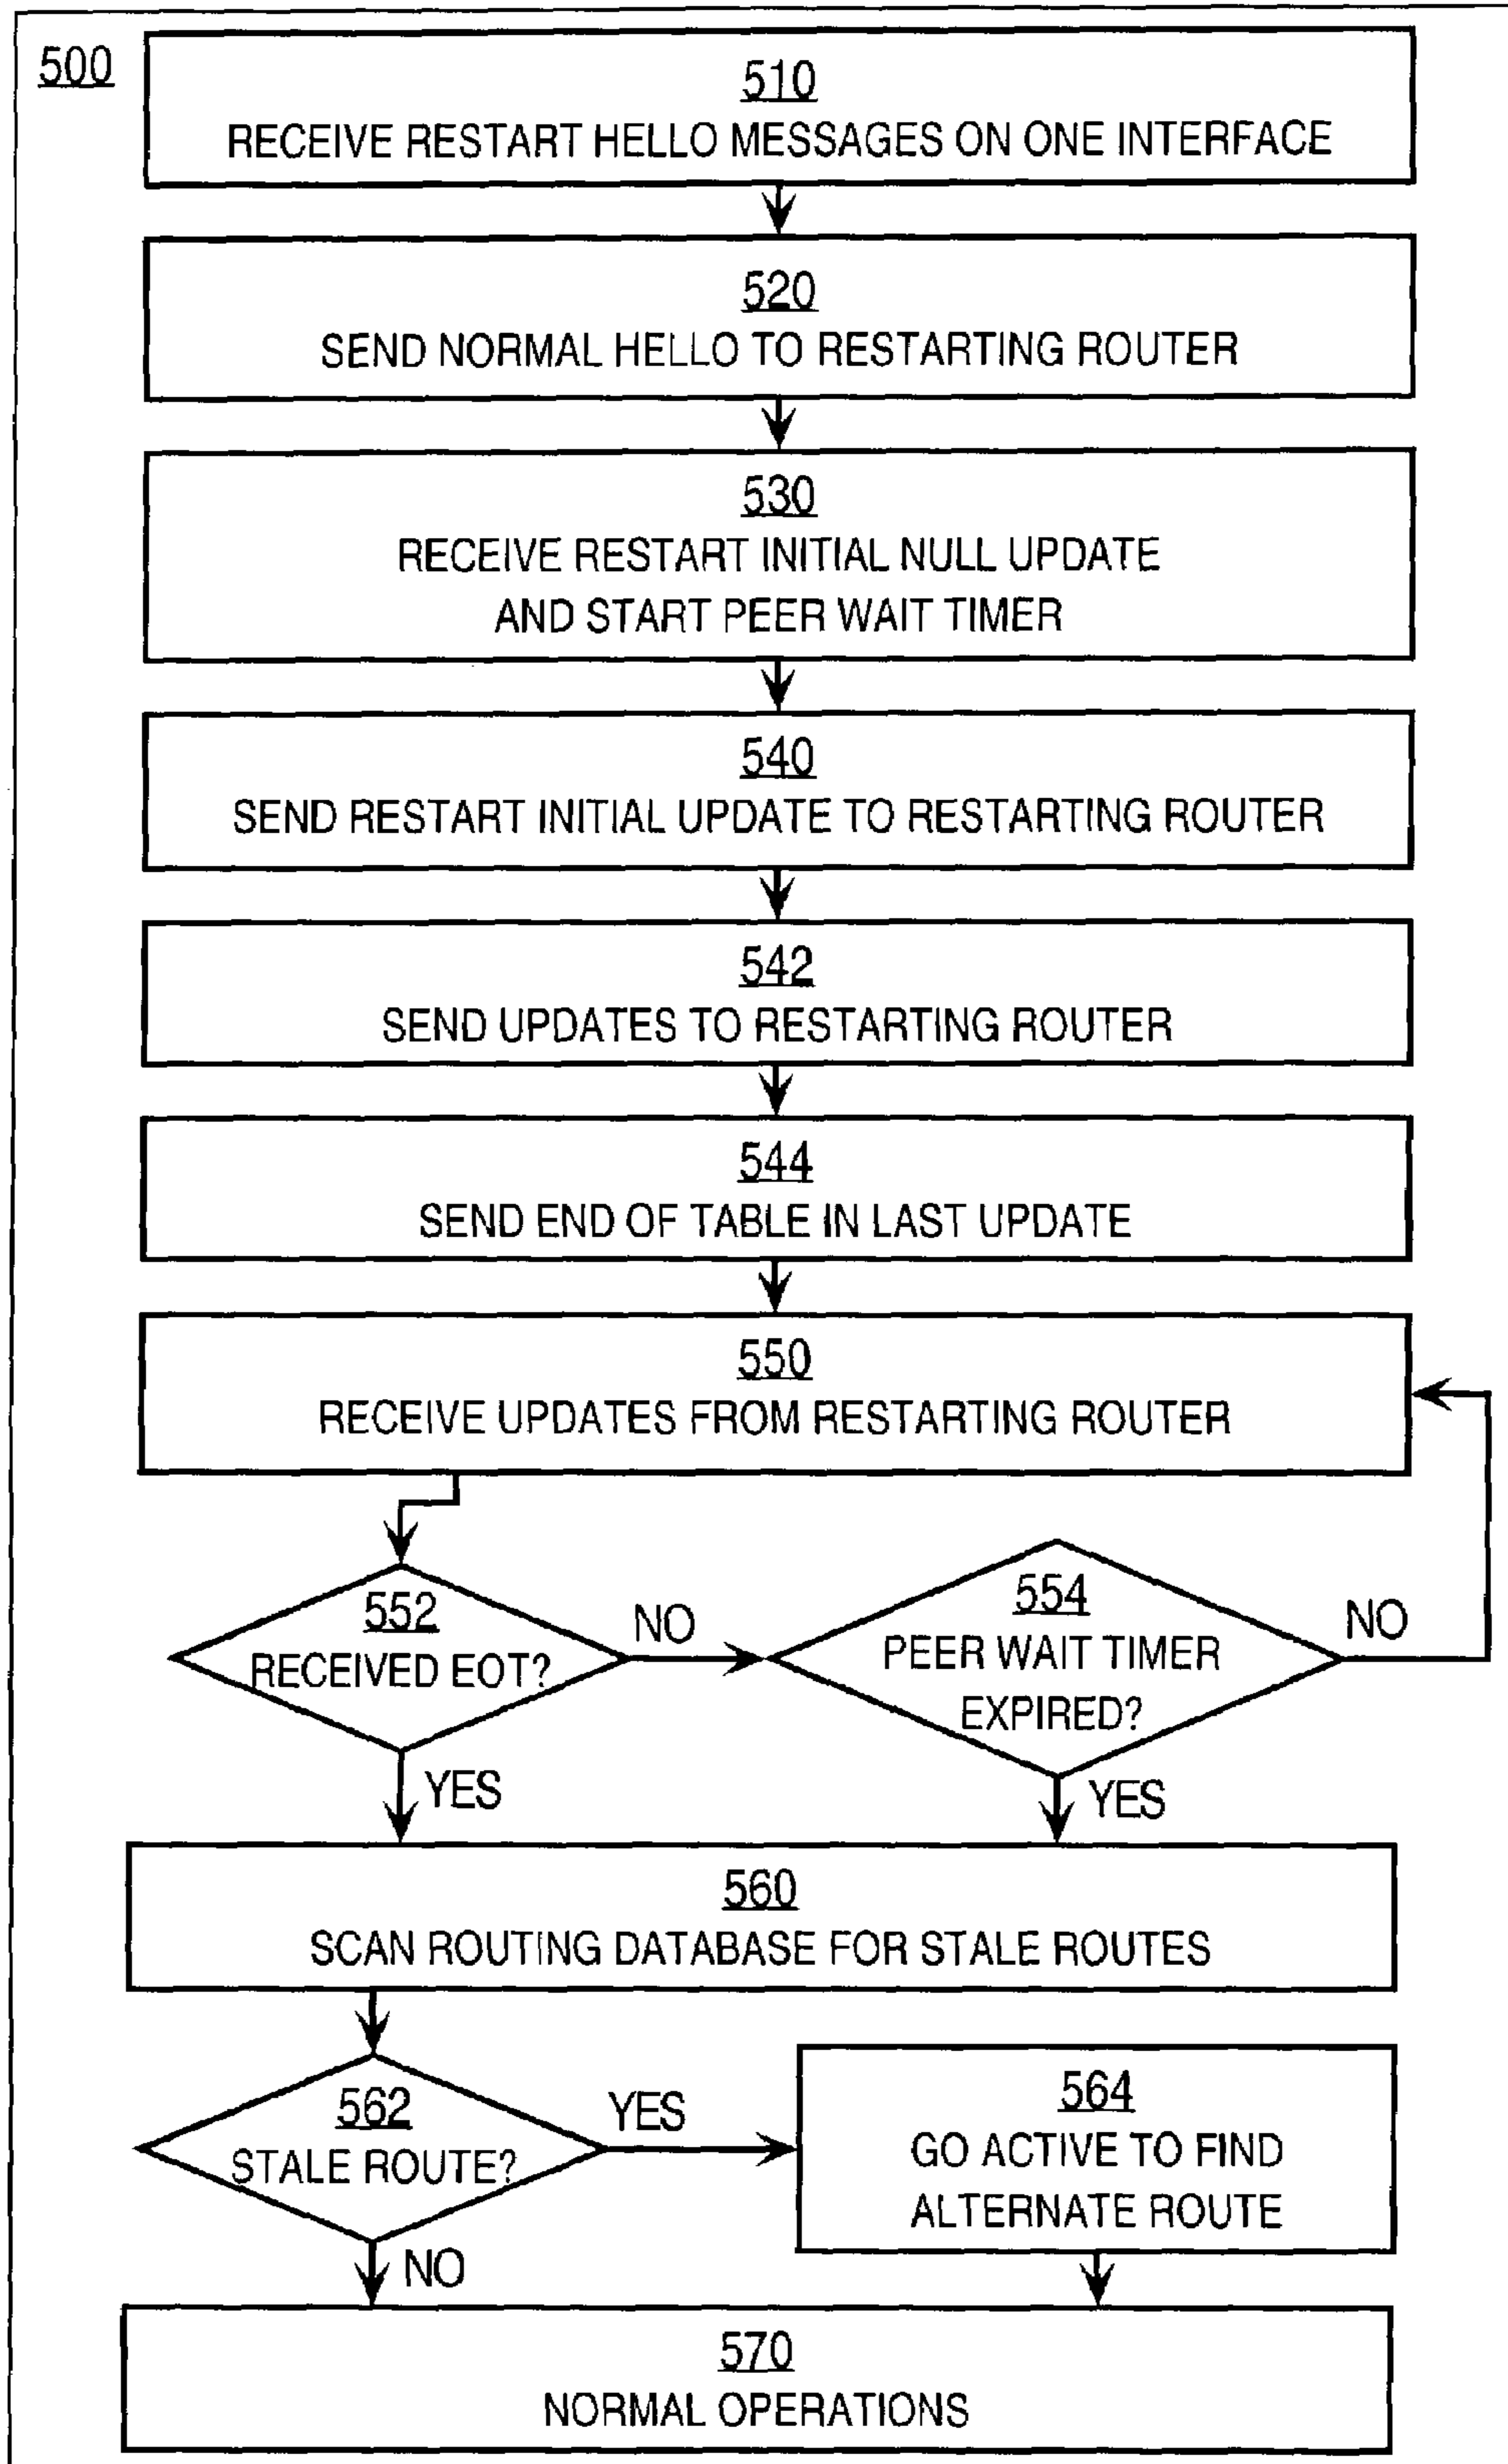 500
510
RECEIVE RESTART HELLO MESSAGES ON ONE INTERFACE
520
SEND NORMAL HELLO TO RESTARTING ROUTER
530
RECEIVE RESTART INITIAL NULL UPDATE
AND START PEER WAIT TIMER
540
SEND RESTART INITIAL UPDATE TO RESTARTING ROUTER
542
SEND UPDATES TO RESTARTING ROUTER
544
SEND END OF TABLE IN LAST UPDATE
550
RECEIVE UPDATES FROM RESTARTING ROUTER
552
RECEIVED EOT?
NO
554
PEER WAIT TIMER
EXPIRED?
NO
YES
YES
560
SCAN ROUTING DATABASE FOR STALE ROUTES
562
STALE ROUTE?
YES
564
GO ACTIVE TO FIND
ALTERNATE ROUTE
NO
570
NORMAL OPERATIONS